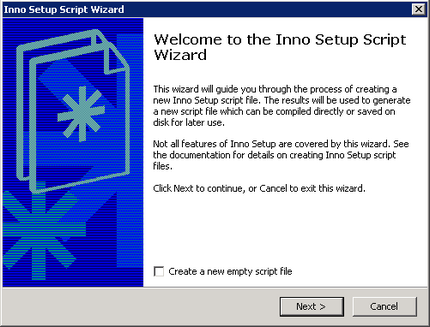 Inno Setup Script Wizard
Welcome to the Inno Setup Script
Wizard
This wizard will guide you through the process of creating a
new Inno Setup script file. The results will be used to generate
a new script file which can be compiled directly or saved on
disk for later use.
Not all features of Inno Setup are covered by this wizard. See
the documentation for details on creating Inno Setup script
files.
Click Next to continue, or Cancel to exit this wizard.
Create a new empty script file
Next >
Cancel